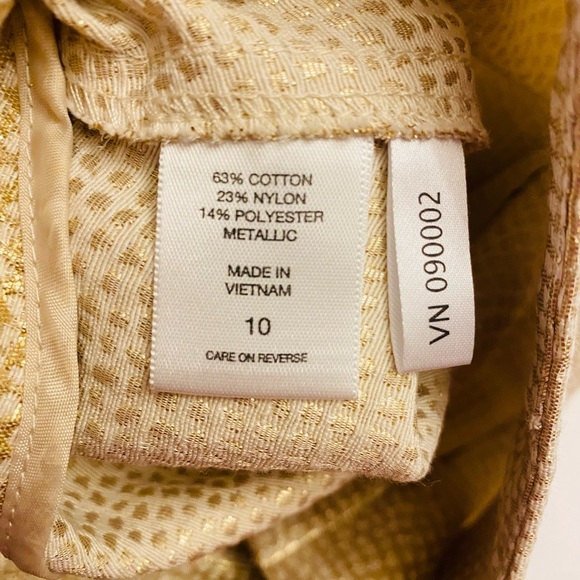 63% COTTON
23% NYLON
14% POLYESTER
METALLIC
MADE IN
VIETNAM
10
CARE ON REVERSE
VN 090002